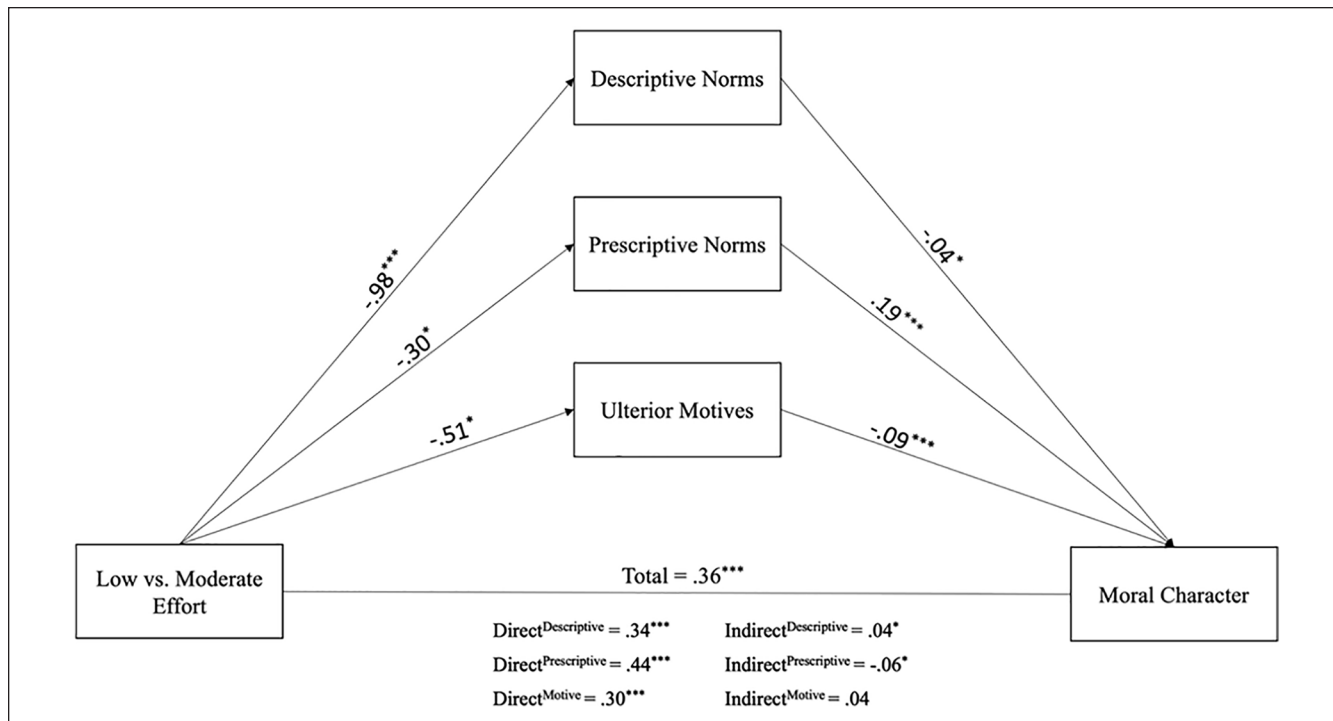 Descriptive Norms
Prescriptive Norms
Ulterior Motives
-.98***
-.30*
-.51*
-.04*
.19***
-.09***
Low vs. Moderate
Effort
Moral Character
Total = .36***
Direct^Descriptive = .34***
Indirect^Descriptive = .04*
Direct^Prescriptive = .44***
Indirect^Prescriptive = -.06*
Direct^Motive = .30***
Indirect^Motive = .04